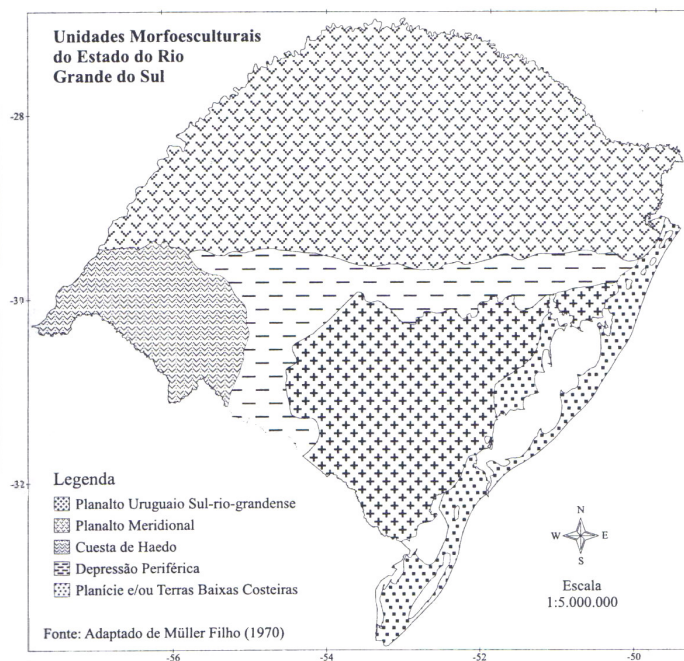 Unidades Morfoesculturais
do Estado do Rio
Grande do Sul
-28
-30
-32
Legenda
Planalto Uruguaio Sul-rio-grandense
Planalto Meridional
Cuesta de Haedo
Depressão Periférica
Planície e/ou Terras Baixas Costeiras
Fonte: Adaptado de Müller Filho (1970)
N
W E
S
Escala
1:5.000.000
-56 -54 -52 -50